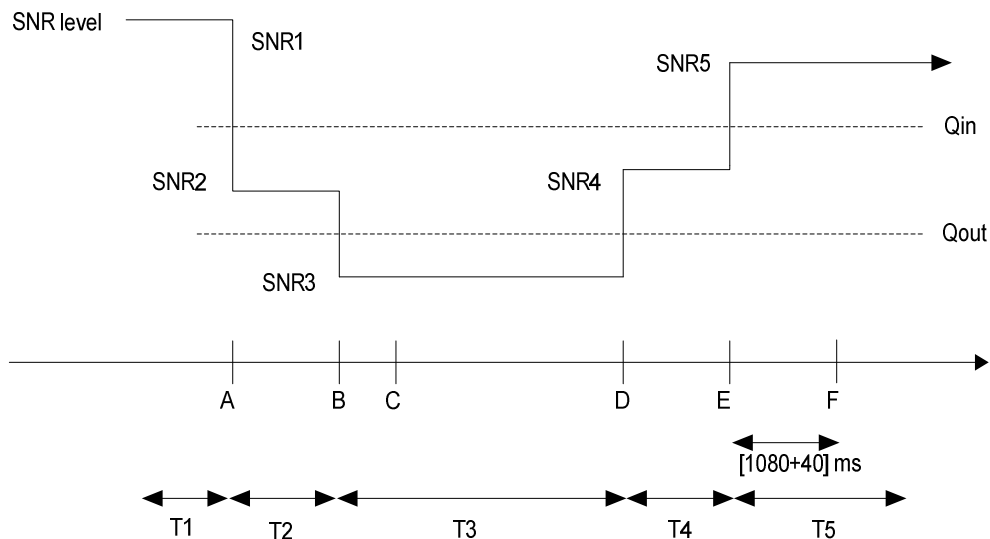 SNR level
SNR1
SNR5
Qin
SNR2
SNR4
Qout
SNR3
A B C D E F
[1080+40] ms
T1 T2 T3 T4 T5